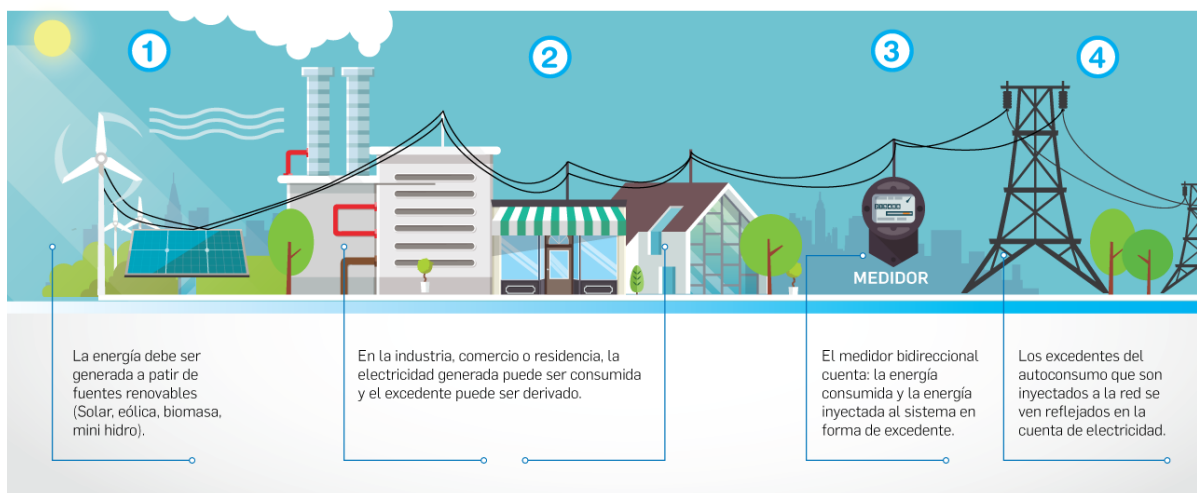 1
2
3
4
MEDIDOR
La energía debe ser
generada a patir de
fuentes renovables
(Solar, eólica, biomasa,
mini hidro).
En la industria, comercio o residencia, la
electricidad generada puede ser consumida
y el excedente puede ser derivado.
El medidor bidireccional
cuenta: la energía
consumida y la energía
inyectada al sistema en
forma de excedente.
Los excedentes del
autoconsumo que son
inyectados a la red se
ven reflejados en la
cuenta de electricidad.